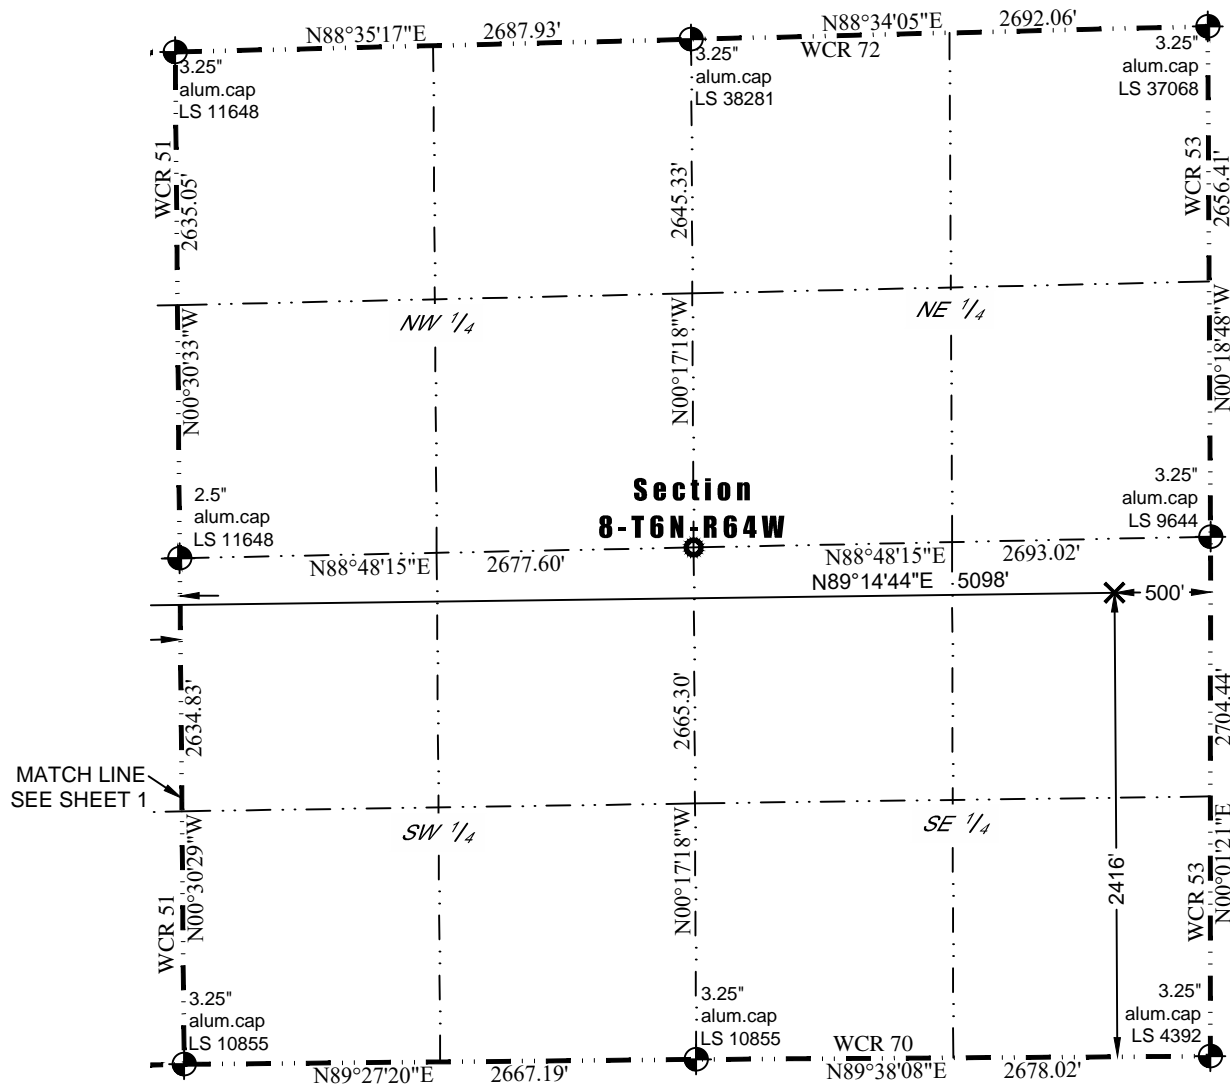 N88°35'17"E
2687.93'
N88°34'05"E
2692.06'
WCR 72
3.25"
alum.cap
LS 11648
3.25"
alum.cap
LS 38281
3.25"
alum.cap
LS 37068
WCR 51
2635.05'
2645.33'
WCR 53
2656.41'
NW 1/4
NE 1/4
N00°30'33"W
N00°17'18"W
N00°18'48"W
Section
8-T6N-R64W
2.5"
alum.cap
LS 11648
3.25"
alum.cap
LS 9644
N88°48'15"E
2677.60'
N88°48'15"E
2693.02'
N89°14'44"E 5098'
500'
2634.83'
2665.30'
2704.44'
MATCH LINE
SEE SHEET 1
SW 1/4
SE 1/4
N00°30'29"W
N00°17'18"W
2416'
N00°01'21"E
WCR 51
WCR 53
3.25"
alum.cap
LS 10855
3.25"
alum.cap
LS 10855
3.25"
alum.cap
LS 4392
WCR 70
N89°27'20"E
2667.19'
N89°38'08"E
2678.02'